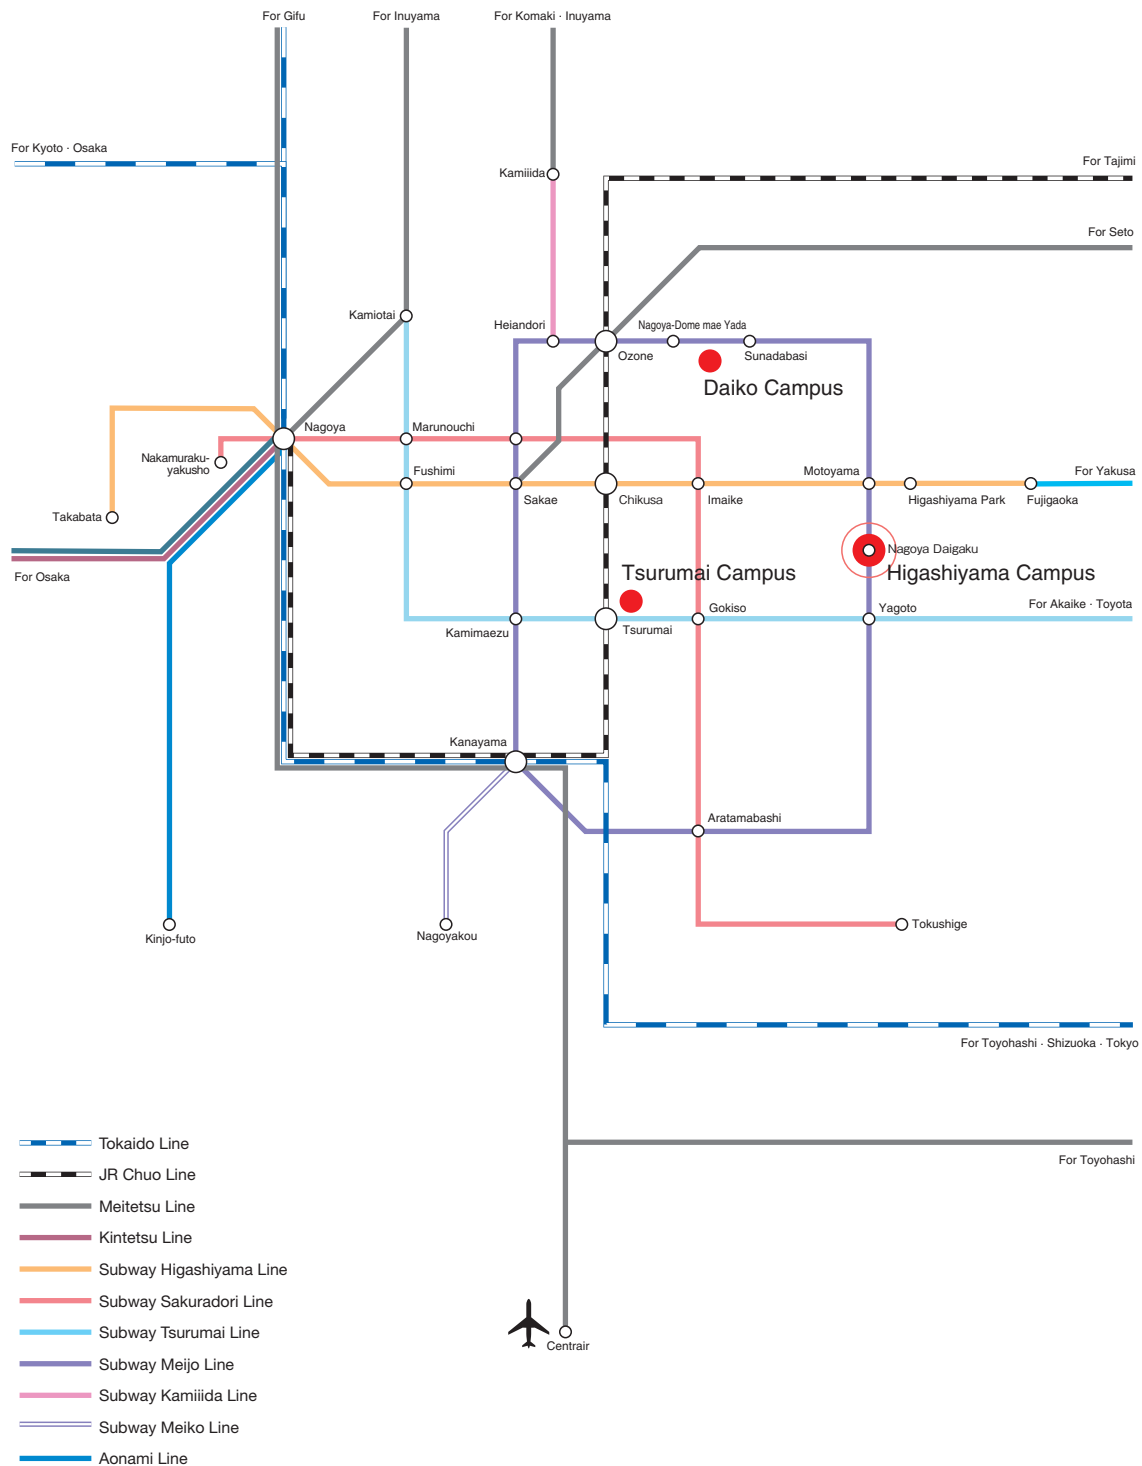 For Gifu
For Inuyama
For Komaki · Inuyama
For Kyoto · Osaka
For Tajimi
Kamiiida
For Seto
Kamiotai
Heiandori
Nagoya-Dome mae Yada
Ozone
Sunadabasi
Daiko Campus
Nagoya
Marunouchi
Nakamuraku-
yakusho
Fushimi
Motoyama
For Yakusa
Takabata
Sakae
Chikusa
Imaike
Higashiyama Park
Fujigaoka
Nagoya Daigaku
For Osaka
Tsurumai Campus
Higashiyama Campus
Gokiso
Yagoto
For Akaike · Toyota
Kamimaezu
Tsurumai
Kanayama
Aratamabashi
Kinjo-futo
Nagoyakou
Tokushige
For Toyohashi · Shizuoka · Tokyo
For Toyohashi
Tokaido Line
JR Chuo Line
Meitetsu Line
Kintetsu Line
Subway Higashiyama Line
Subway Sakuradori Line
Subway Tsurumai Line
Subway Meijo Line
Subway Kamiiida Line
Subway Meiko Line
Aonami Line
Centrair